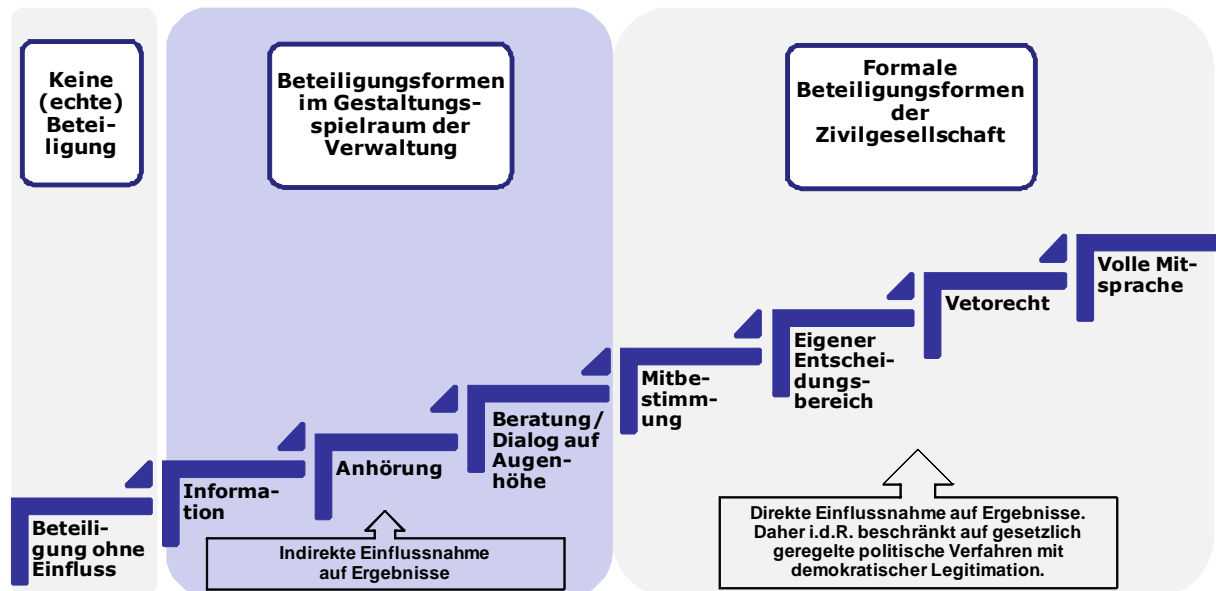 Keine
(echte)
Betei-
ligung
Beteiligungsformen
im Gestaltungs-
spielraum der
Verwaltung
Formale
Beteiligungsformen
der
Zivilgesellschaft
Beteili-
gung ohne
Einfluss
Informa-
tion
Anhörung
Beratung/
Dialog auf
Augen-
höhe
Mitbe-
stimm-
ung
Eigener
Entschei-
dungs-
bereich
Vetorecht
Volle Mit-
sprache
Indirekte Einflussnahme
auf Ergebnisse
Direkte Einflussnahme auf Ergebnisse.
Daher i.d.R. beschränkt auf gesetzlich
geregelte politische Verfahren mit
demokratischer Legitimation.